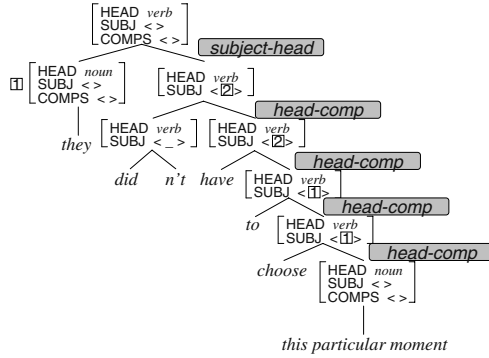 HEAD verb
SUBJ < >
COMPS < >
subject-head
1 HEAD noun
SUBJ < >
COMPS < >
HEAD verb
SUBJ < 2 >
head-comp
they
HEAD verb
SUBJ < _ >
HEAD verb
SUBJ < 2 >
head-comp
did n't have
HEAD verb
SUBJ < 1 >
head-comp
to
HEAD verb
SUBJ < 1 >
head-comp
choose
HEAD noun
SUBJ < >
COMPS < >
this particular moment